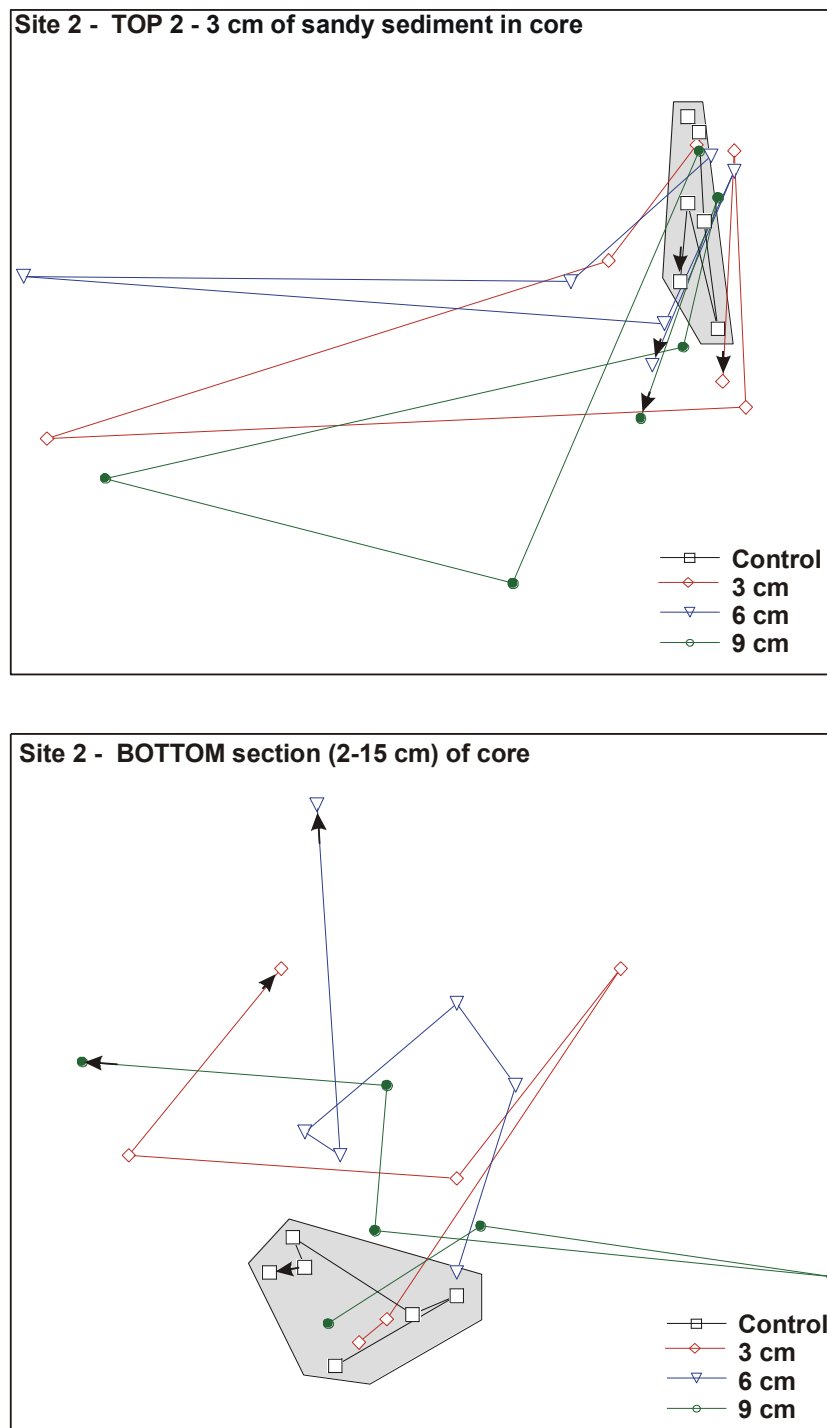 Site 2 - TOP 2 - 3 cm of sandy sediment in core
Control
3 cm
6 cm
9 cm
Site 2 - BOTTOM section (2-15 cm) of core
Control
3 cm
6 cm
9 cm